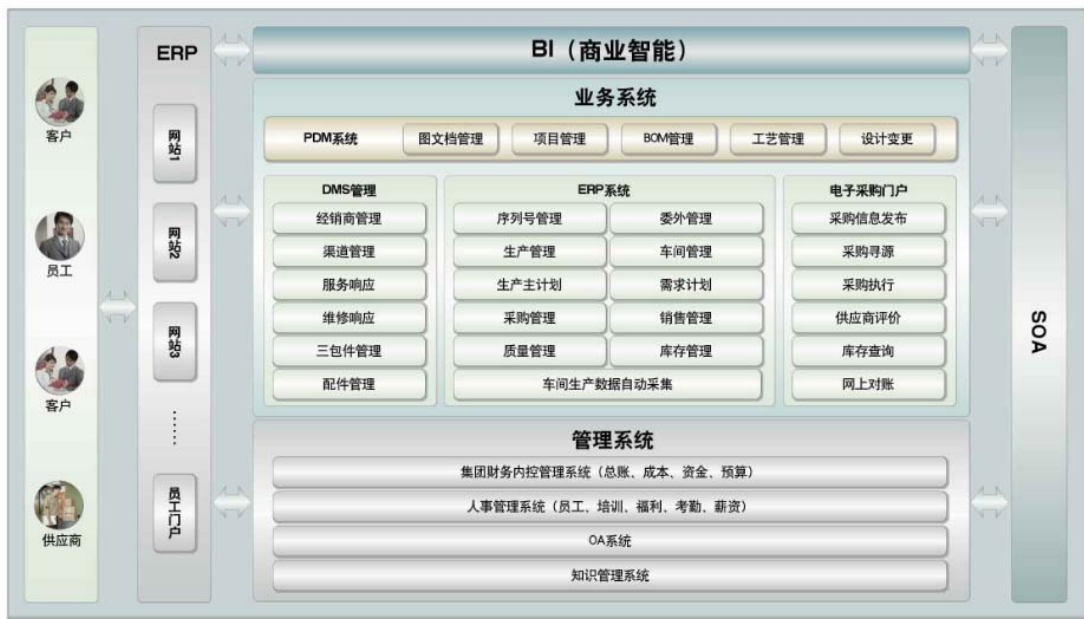 客户
员工
客户
供应商
ERP
网站1
网站2
网站3
……
员工门户
BI（商业智能）
业务系统
PDM系统
图文档管理
项目管理
BOM管理
工艺管理
设计变更
DMS管理
经销商管理
渠道管理
服务响应
维修响应
三包件管理
配件管理
ERP系统
序列号管理
委外管理
生产管理
车间管理
生产主计划
需求计划
采购管理
销售管理
质量管理
库存管理
车间生产数据自动采集
电子采购门户
采购信息发布
采购寻源
采购执行
供应商评价
库存查询
网上对账
管理系统
集团财务内控管理系统（总账、成本、资金、预算）
人事管理系统（员工、培训、福利、考勤、薪资）
OA系统
知识管理系统
SOA